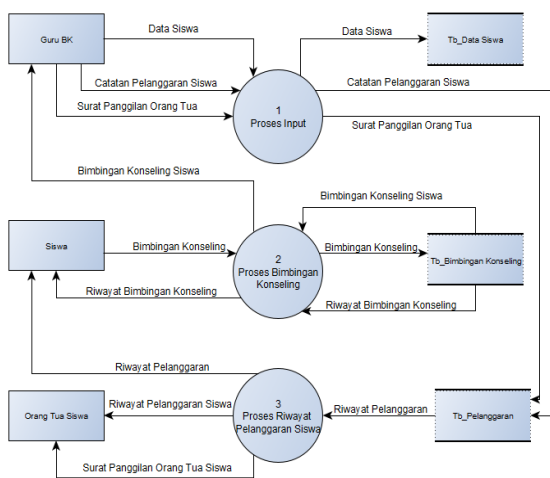 Guru BK
Data Siswa
Data Siswa
Tb_Data Siswa
Catatan Pelanggaran Siswa
Catatan Pelanggaran Siswa
Surat Panggilan Orang Tua
1
Proses Input
Surat Panggilan Orang Tua
Bimbingan Konseling Siswa
Bimbingan Konseling Siswa
Siswa
Bimbingan Konseling
2
Proses Bimbingan
Konseling
Bimbingan Konseling
Tb_Bimbingan Konseling
Riwayat Bimbingan Konseling
Riwayat Bimbingan Konseling
Riwayat Pelanggaran
Orang Tua Siswa
Riwayat Pelanggaran Siswa
3
Proses Riwayat
Pelanggaran Siswa
Riwayat Pelanggaran
Tb_Pelanggaran
Surat Panggilan Orang Tua Siswa